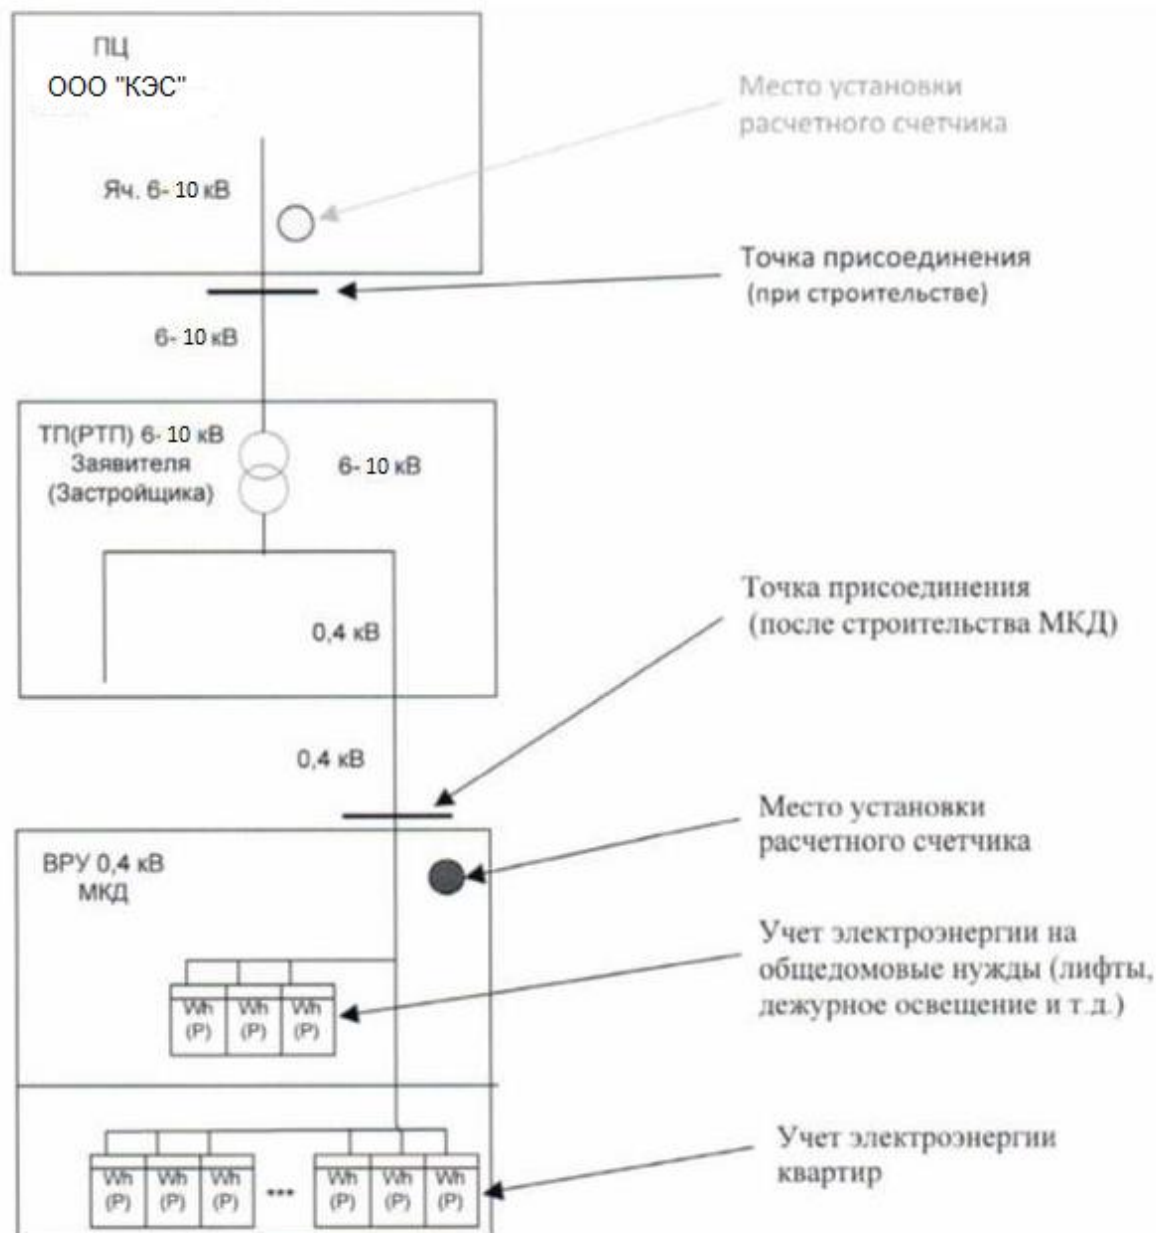 ПЦ
ООО "КЭС"
Место установки
расчетного счетчика
Яч. 6- 10 кВ
Точка присоединения
(при строительстве)
6- 10 кВ
ТП(РТП) 6- 10 кВ
Заявителя
(Застройщика)
6- 10 кВ
Точка присоединения
(после строительства МКД)
0,4 кВ
0,4 кВ
Место установки
расчетного счетчика
ВРУ 0,4 кВ
МКД
Учет электроэнергии на
общедомовые нужды (лифты,
дежурное освещение и т.д.)
Wh Wh Wh
(P) (P) (P)
Учет электроэнергии
квартир
Wh Wh Wh ... Wh Wh Wh
(P) (P) (P) (P) (P) (P)